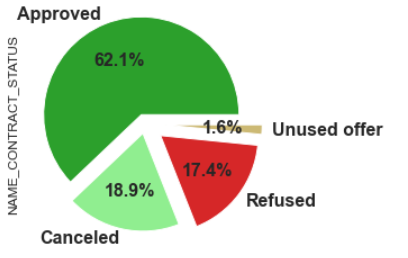 Approved
NAME_CONTRACT_STATUS
62.1%
1.6%
Unused offer
17.4%
18.9%
Refused
Canceled